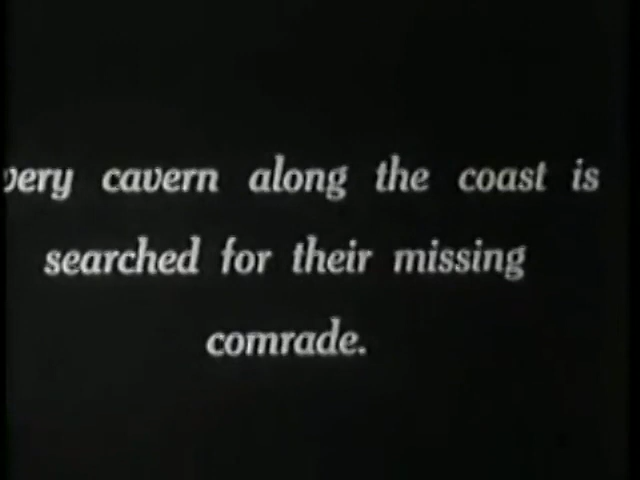 very cavern along the coast is
searched for their missing
comrade.